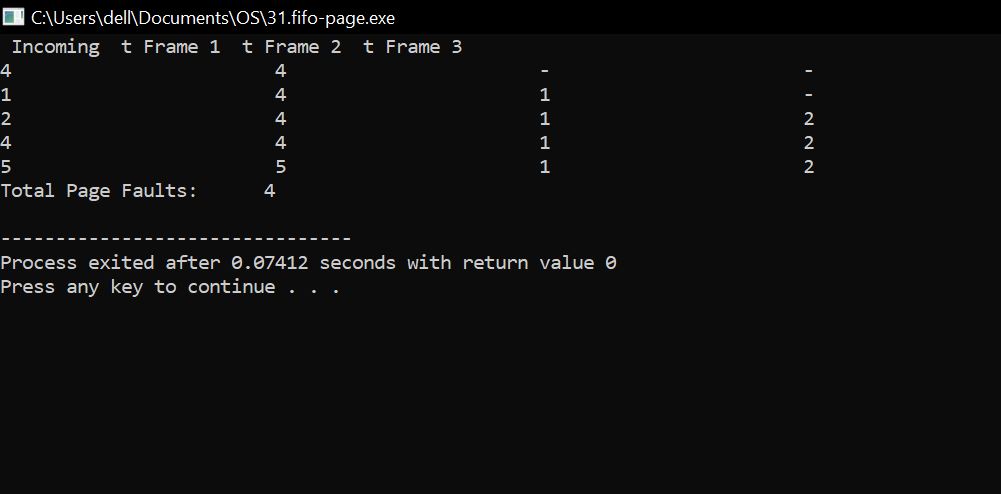 C:\Users\dell\Documents\OS\31.fifo-page.exe
Incoming t Frame 1 t Frame 2 t Frame 3
4 4 - -
1 4 1 -
2 4 1 2
4 4 1 2
5 5 1 2
Total Page Faults: 4
--------------------------------
Process exited after 0.07412 seconds with return value 0
Press any key to continue . . .